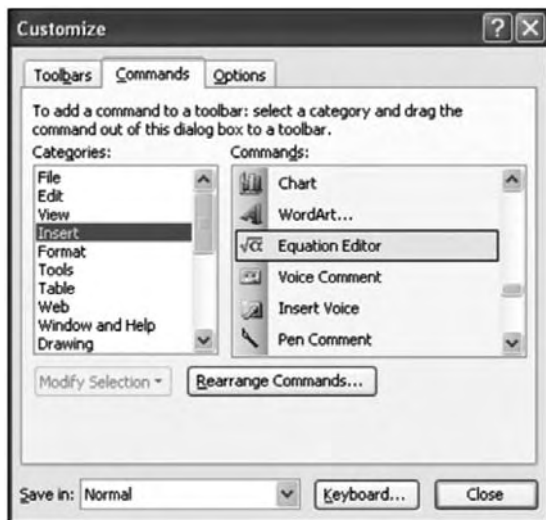 Customize
Toolbars Commands Options
To add a command to a toolbar: select a category and drag the
command out of this dialog box to a toolbar.
Categories:
File
Edit
View
Insert
Format
Tools
Table
Web
Window and Help
Drawing
Commands:
Chart
WordArt...
√α Equation Editor
Voice Comment
Insert Voice
Pen Comment
Modify Selection
Rearrange Commands...
Save in: Normal
Keyboard...
Close